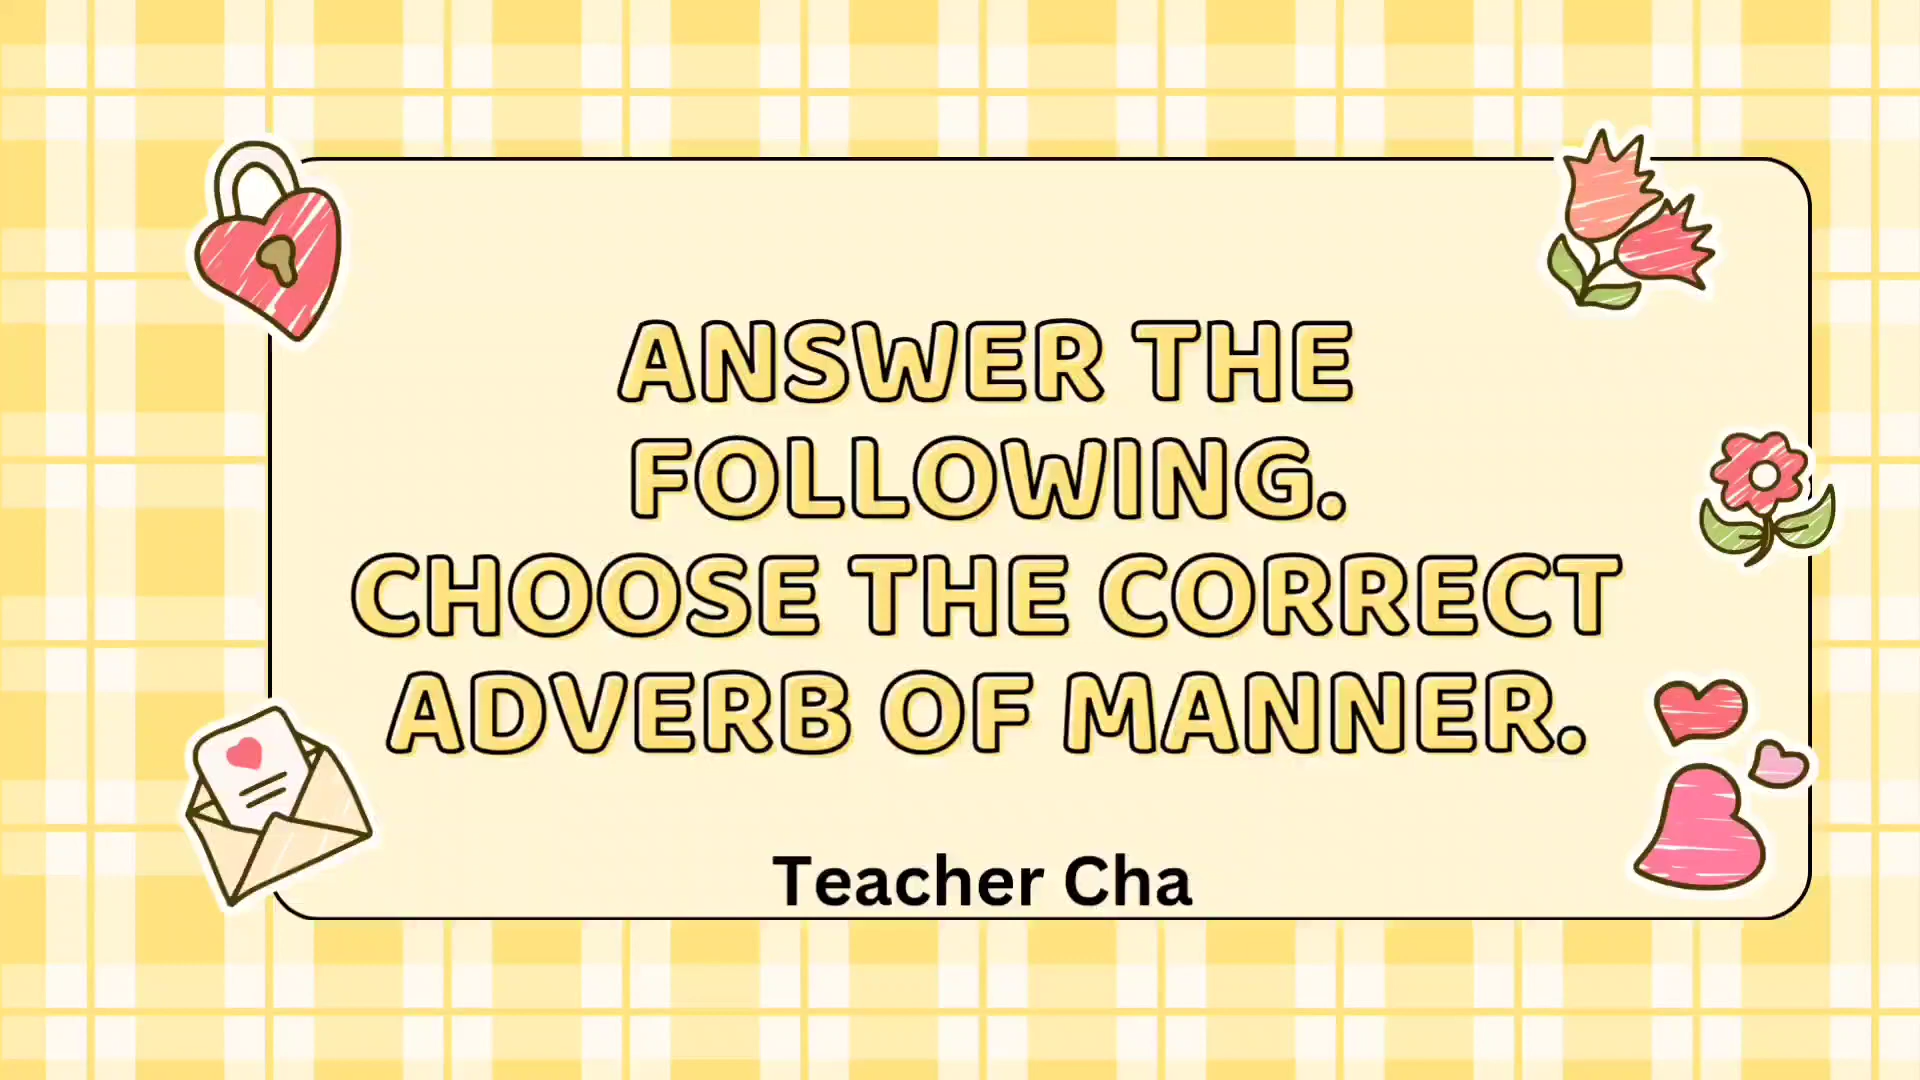 ANSWER THE
FOLLOWING.
CHOOSE THE CORRECT
ADVERB OF MANNER.
Teacher Cha